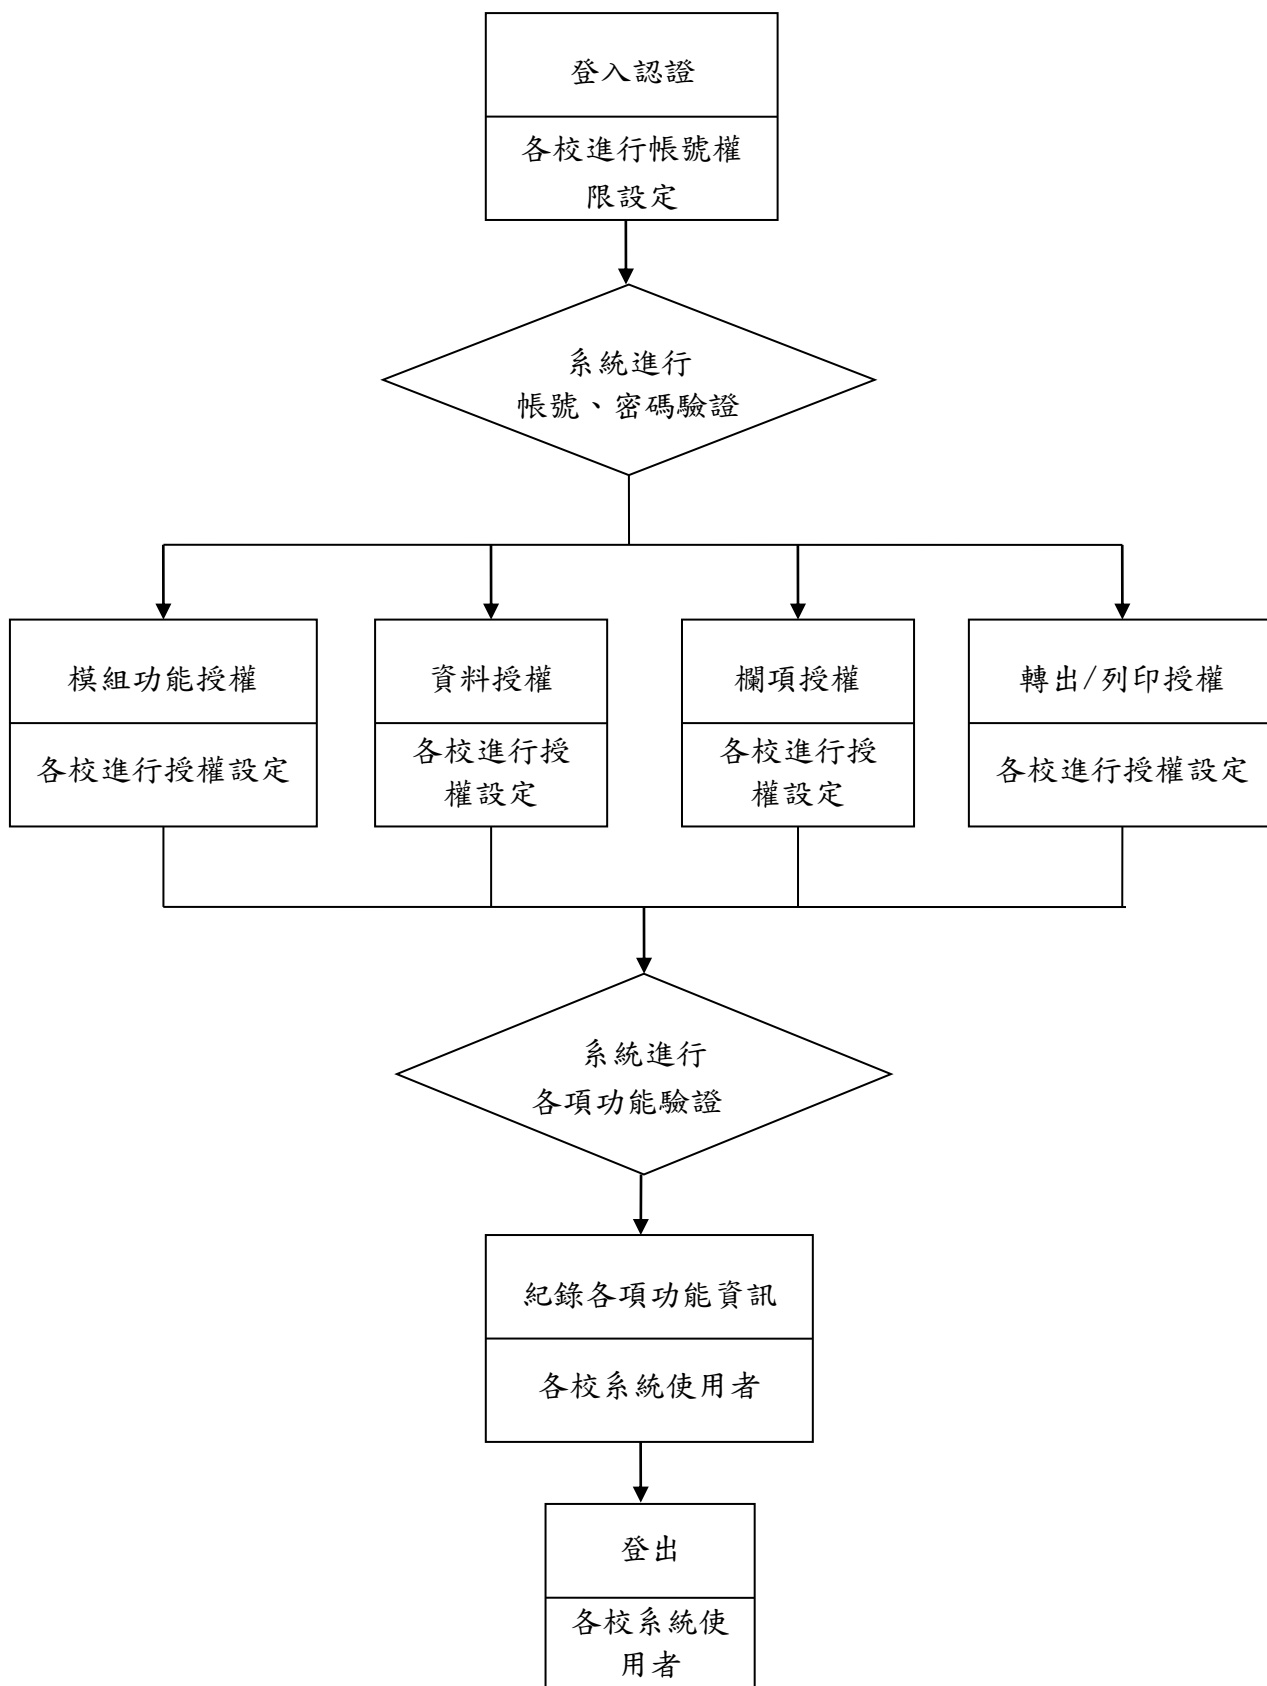 登入認證
各校進行帳號權
限設定
系統進行
帳號、密碼驗證
模組功能授權
各校進行授權設定
資料授權
各校進行授
權設定
欄項授權
各校進行授
權設定
轉出/列印授權
各校進行授權設定
系統進行
各項功能驗證
紀錄各項功能資訊
各校系統使用者
登出
各校系統使
用者